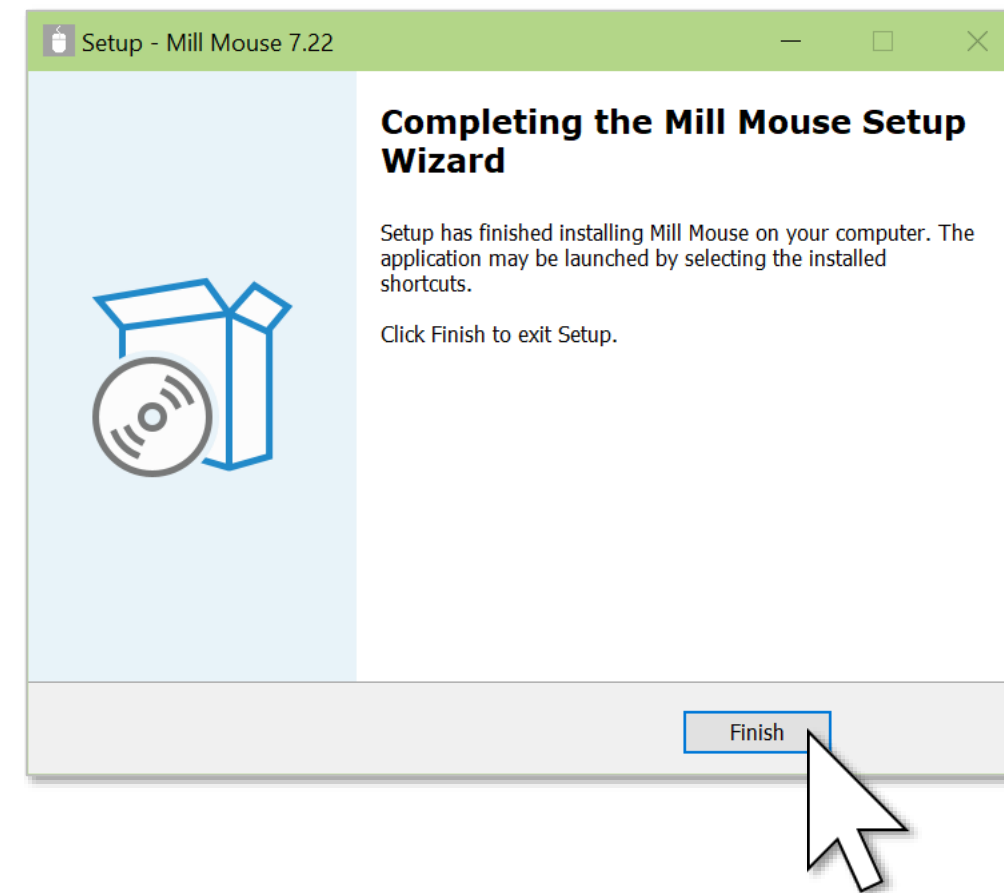 Setup - Mill Mouse 7.22
Completing the Mill Mouse Setup
Wizard
Setup has finished installing Mill Mouse on your computer. The
application may be launched by selecting the installed
shortcuts.
Click Finish to exit Setup.
Finish